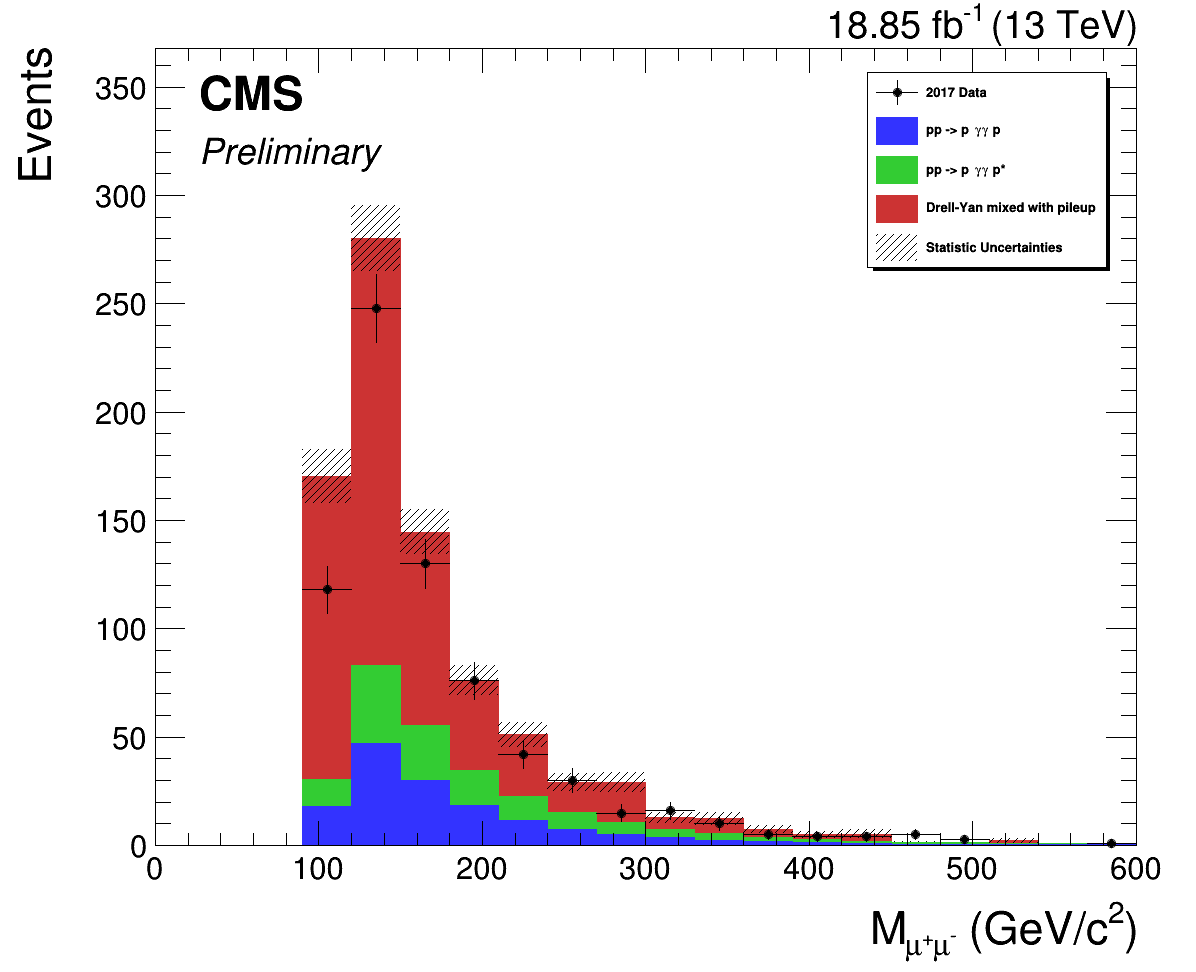 18.85 fb⁻¹ (13 TeV)
Events
CMS
Preliminary
2017 Data
pp -> p γγ p
pp -> p γγ p*
Drell-Yan mixed with pileup
Statistic Uncertainties
350
300
250
200
150
100
50
0
0 100 200 300 400 500 600
M_μ⁺μ⁻ (GeV/c²)